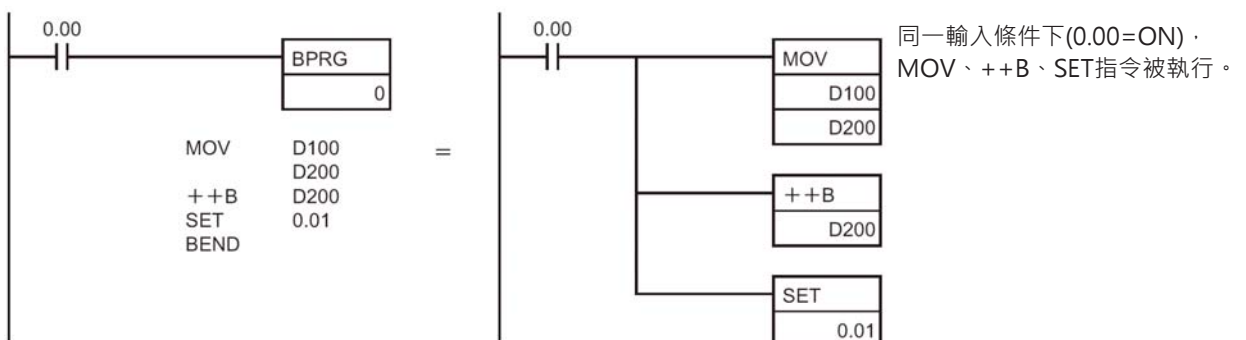 0.00
BPRG
0
MOV D100
D200
++B D200
SET 0.01
BEND
=
0.00
MOV
D100
D200
++B
D200
SET
0.01
同一輸入條件下(0.00=ON)，
MOV、++B、SET指令被執行。